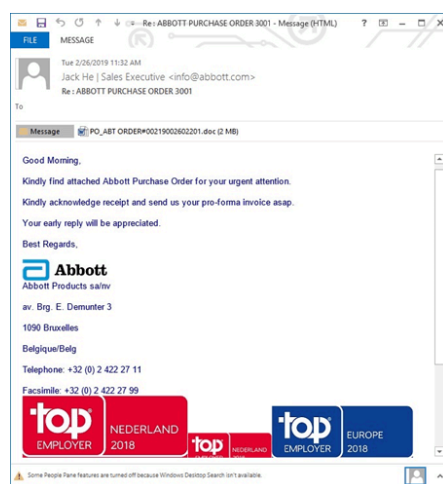 Re : ABBOTT PURCHASE ORDER 3001 - Message (HTML)
FILE MESSAGE
Tue 2/26/2019 11:32 AM
Jack He | Sales Executive <info@abbott.com>
Re : ABBOTT PURCHASE ORDER 3001
To
Message PO_ABT ORDER#00219002602201.doc (2 MB)
Good Morning,
Kindly find attached Abbott Purchase Order for your urgent attention.
Kindly acknowledge receipt and send us your pro-forma invoice asap.
Your early reply will be appreciated.
Best Regards,
Abbott
Abbott Products sa/nv
av. Brg. E. Demunter 3
1090 Bruxelles
Belgique/Belg
Telephone: +32 (0) 2 422 27 11
Facsimile: +32 (0) 2 422 27 99
top EMPLOYER NEDERLAND 2018
top EMPLOYER NEDERLAND
top EMPLOYER EUROPE 2018
Some People Pane features are turned off because Windows Desktop Search isn't available.